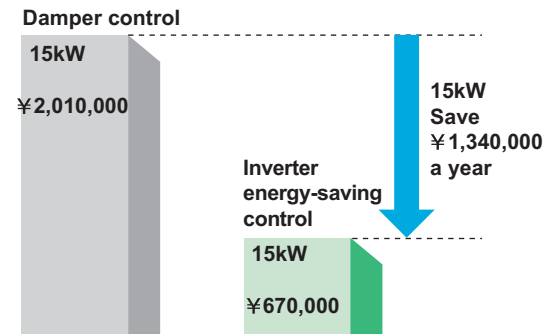 Damper control
15kW
¥2,010,000
15kW
Save
¥1,340,000
a year
Inverter
energy-saving
control
15kW
¥670,000